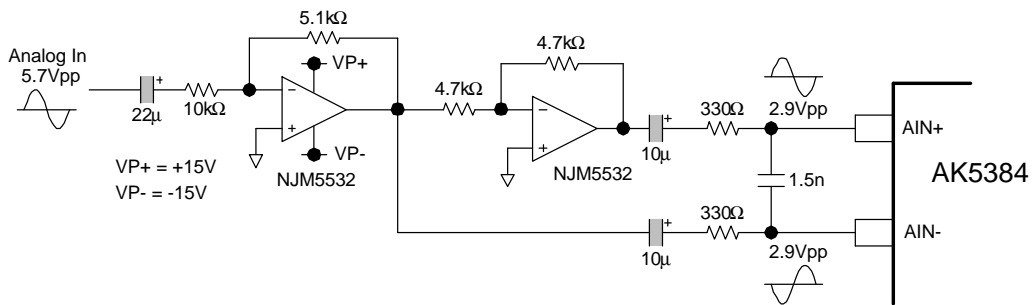 5.1kΩ
Analog In
5.7Vpp
VP+
4.7kΩ
4.7kΩ
330Ω
2.9Vpp
+
22μ
10kΩ
−
+
VP-
NJM5532
−
+
NJM5532
+
10μ
AIN+
VP+ = +15V
VP- = -15V
1.5n
AK5384
330Ω
+
10μ
AIN-
2.9Vpp